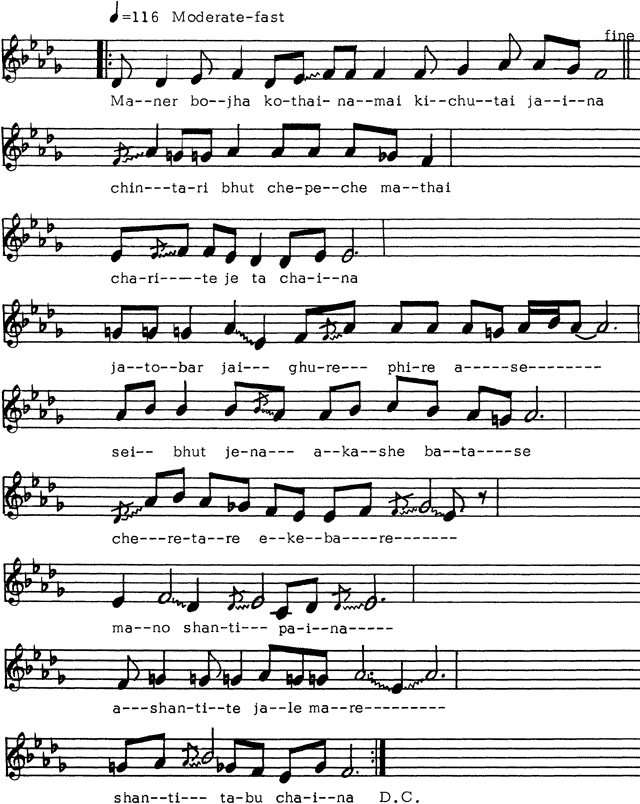 ♩=116 Moderate-fast
fine
Ma--ner bo--jha ko-thai- na--mai ki--chu--tai ja--i--na
chin---ta-ri bhut che-pe--che ma--thai
cha-ri-----te je ta cha-i--na
ja--to--bar jai--- ghu-re--- phi-re a-----se--------
sei-- bhut je-na--- a--ka--she ba--ta----se
che---re-ta--re e--ke-ba---re-------
ma--no shan-ti--- pa-i--na-----
a---shan-ti--te ja--le ma--re---------
shan--ti--- ta-bu cha-i--na D.C.